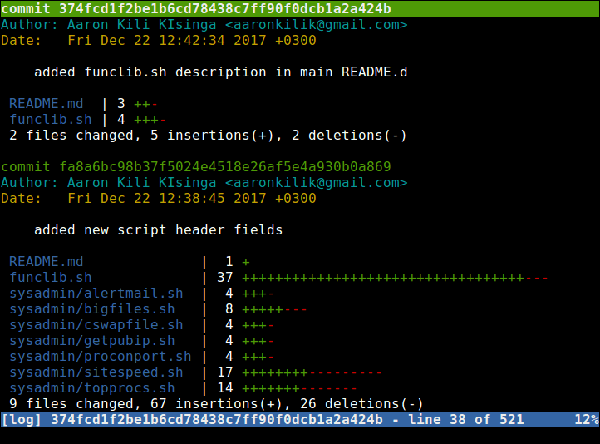 commit 374fcd1f2be1b6cd78438c7ff90f0dcb1a2a424b
Author: Aaron Kili KIsinga <aaronkilik@gmail.com>
Date:   Fri Dec 22 12:42:34 2017 +0300
added funclib.sh description in main README.d
README.md  | 3 ++-
funclib.sh | 4 +++-
2 files changed, 5 insertions(+), 2 deletions(-)
commit fa8a6bc98b37f5024e4518e26af5e4a930b0a869
Author: Aaron Kili KIsinga <aaronkilik@gmail.com>
Date:   Fri Dec 22 12:38:45 2017 +0300
added new script header fields
README.md              |  1 +
funclib.sh             | 37 ++++++++++++++++++++++++++++++++++---
sysadmin/alertmail.sh  |  4 +++-
sysadmin/bigfiles.sh   |  8 +++++---
sysadmin/cswapfile.sh  |  4 +++-
sysadmin/getpubip.sh   |  4 +++-
sysadmin/proconport.sh |  4 +++-
sysadmin/sitespeed.sh  | 17 ++++++++---------
sysadmin/topprocs.sh   | 14 +++++++-------
9 files changed, 67 insertions(+), 26 deletions(-)
[log] 374fcd1f2be1b6cd78438c7ff90f0dcb1a2a424b - line 38 of 521      12%